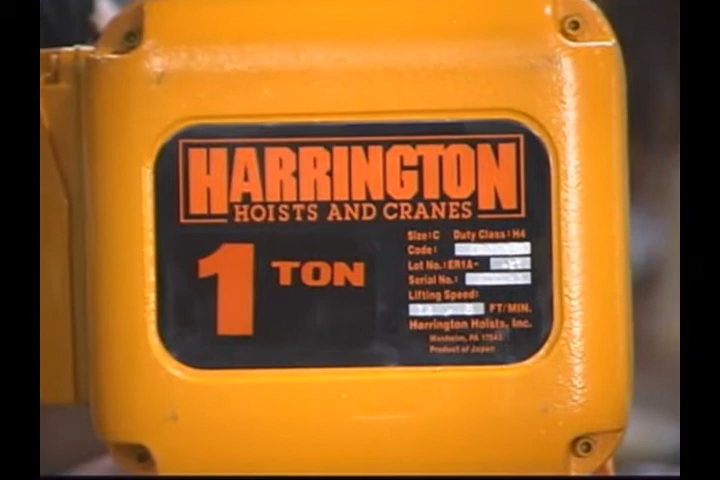 HARRINGTON
HOISTS AND CRANES
1 TON
Size: C Duty Class: H4
Code:
Lot No.: ER1A-
Serial No.:
Lifting Speed:
FT/MIN.
Harrington Hoists, Inc.
Manheim, PA 17545
Product of Japan